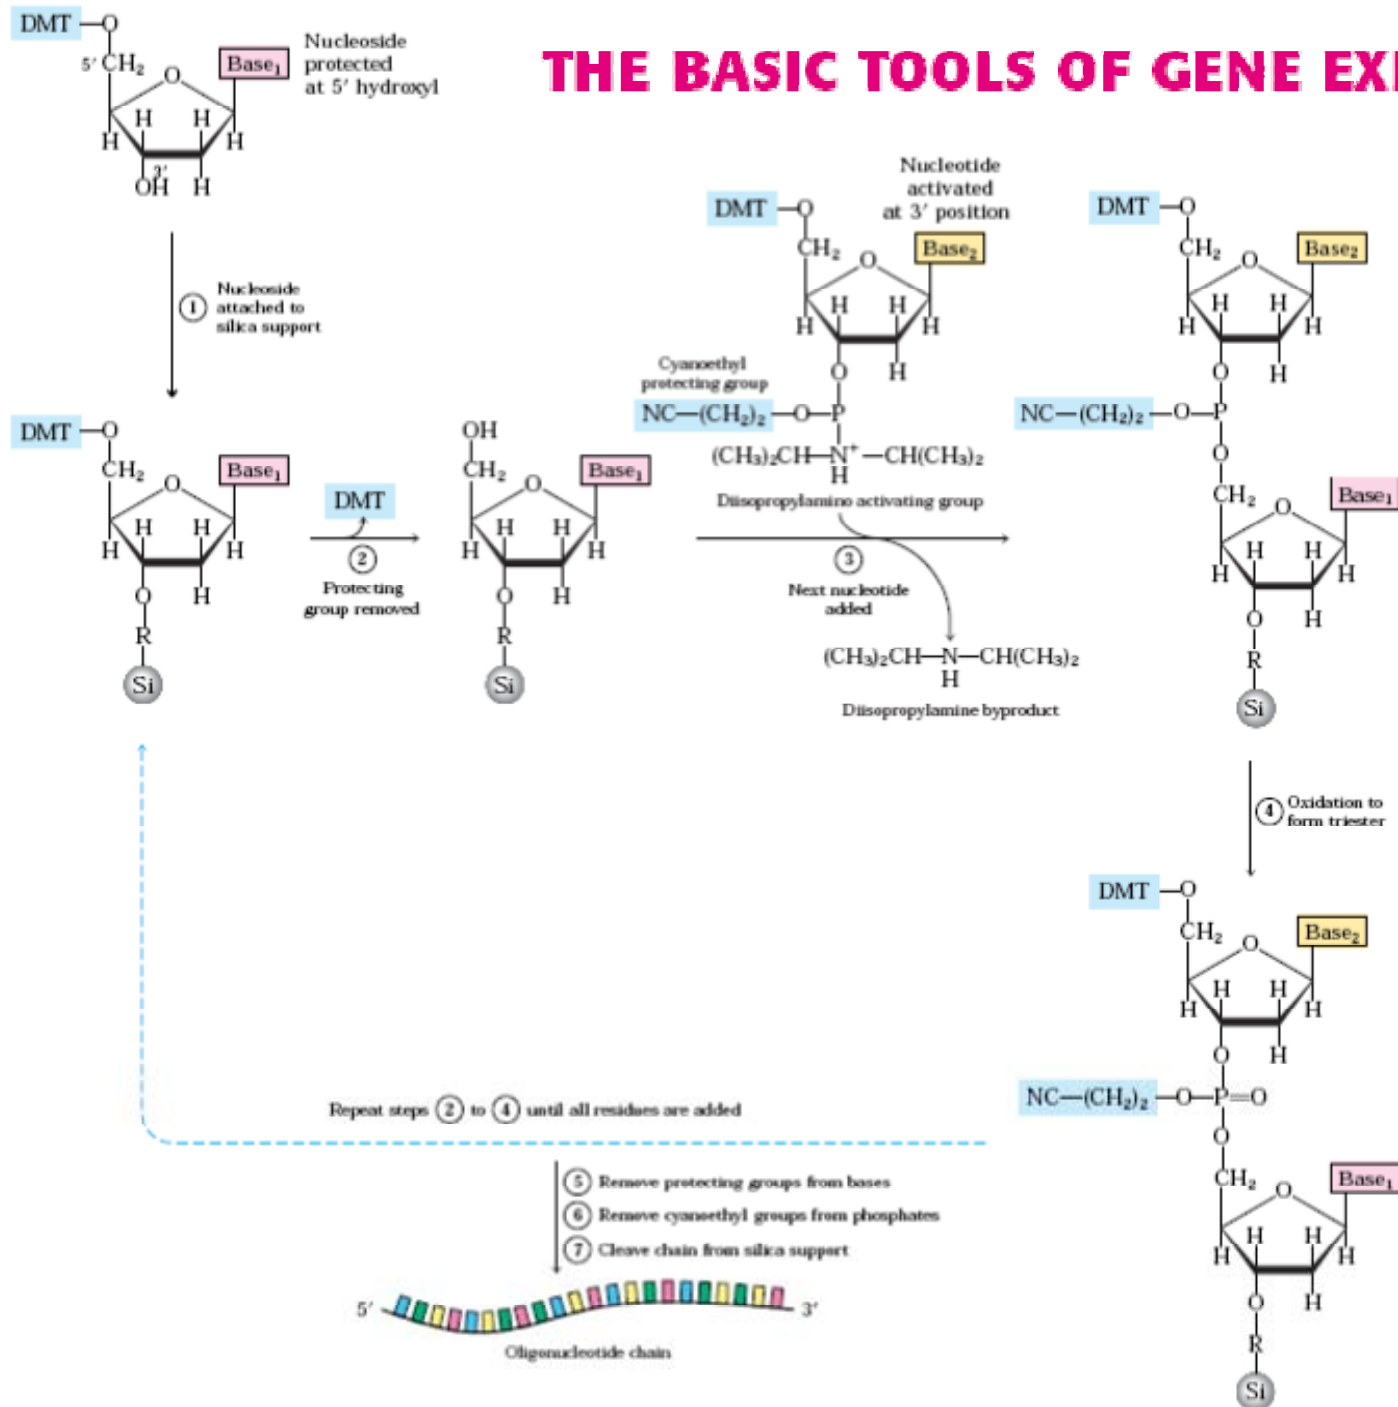 THE BASIC TOOLS OF GENE EX
DMT—O
5′ CH₂
O
Base₁
Nucleoside
protected
at 5′ hydroxyl
H H
H H
3′
OH H
① Nucleoside
attached to
silica support
DMT—O
CH₂
O
Base₁
H H
H H
O H
R
Si
DMT
②
Protecting
group removed
OH
CH₂
O
Base₁
H H
H H
O H
R
Si
Nucleotide
activated
at 3′ position
DMT—O
CH₂
O
Base₂
H H
H H
O H
Cyanoethyl
protecting group
NC—(CH₂)₂—O—P
(CH₃)₂CH—N⁺—CH(CH₃)₂
H
Diisopropylamino activating group
③
Next nucleotide
added
(CH₃)₂CH—N—CH(CH₃)₂
H
Diisopropylamine byproduct
DMT—O
CH₂
O
Base₂
H H
H H
O H
NC—(CH₂)₂—O—P
O
CH₂
O
Base₁
H H
H H
O H
R
Si
④ Oxidation to
form triester
DMT—O
CH₂
O
Base₂
H H
H H
O H
NC—(CH₂)₂—O—P=O
O
CH₂
O
Base₁
H H
H H
O H
R
Si
Repeat steps ② to ④ until all residues are added
⑤ Remove protecting groups from bases
⑥ Remove cyanoethyl groups from phosphates
⑦ Cleave chain from silica support
5′ 3′
Oligonucleotide chain